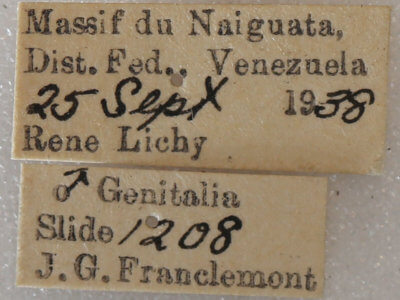 Massif du Naiguata,
Dist. Fed., Venezuela
25 Sept 1938
Rene Lichy
♂ Genitalia
Slide 1208
J. G. Franclemont